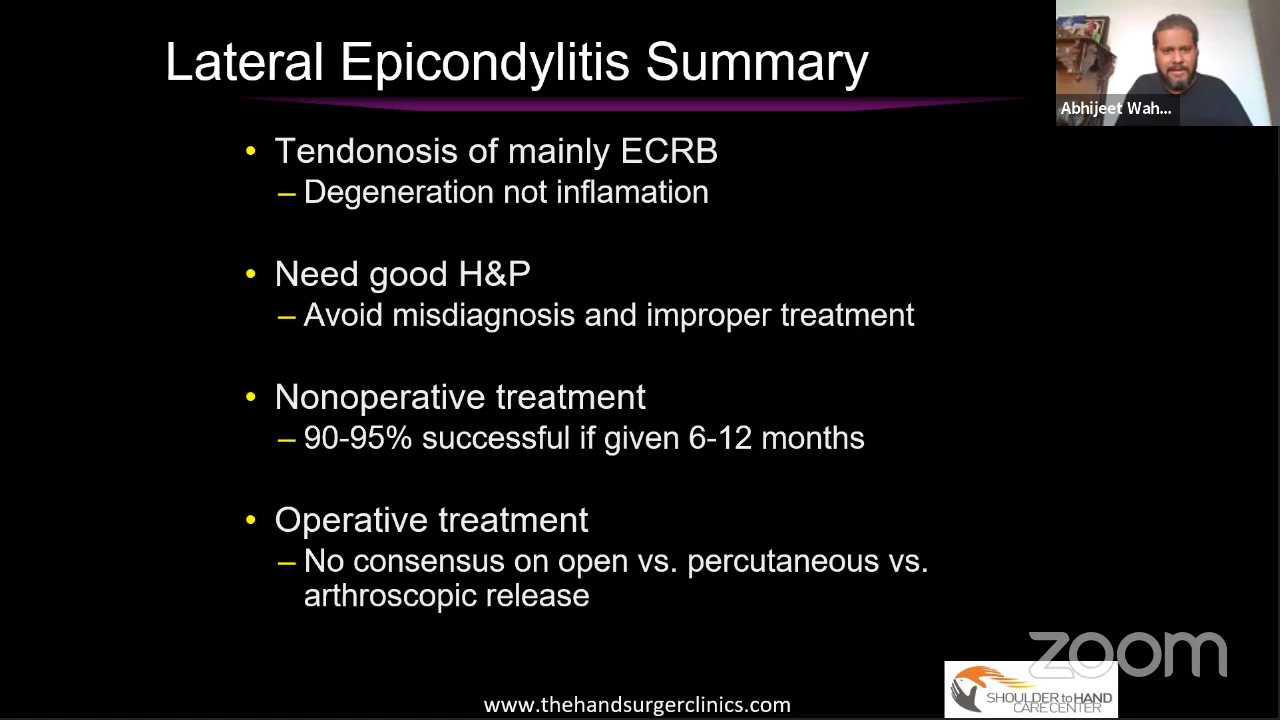 Lateral Epicondylitis Summary
Abhijeet Wah...
• Tendonosis of mainly ECRB
– Degeneration not inflamation
• Need good H&P
– Avoid misdiagnosis and improper treatment
• Nonoperative treatment
– 90-95% successful if given 6-12 months
• Operative treatment
– No consensus on open vs. percutaneous vs.
arthroscopic release
zoom
SHOULDER to HAND
CARE CENTER
www.thehandsurgerclinics.com